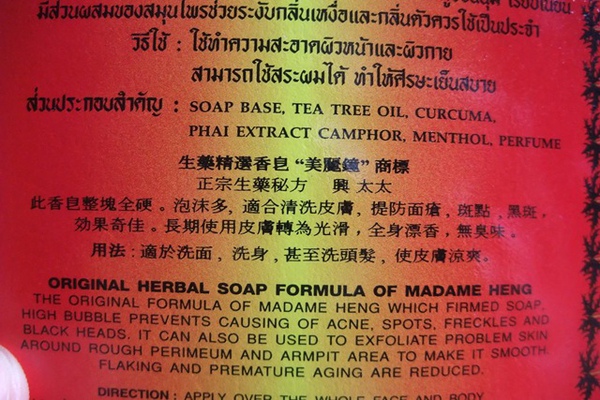 มีส่วนผสมของสมุนไพรช่วยระงับกลิ่นเหงื่อและกลิ่นตัวควรใช้เป็นประจำ
วิธีใช้ : ใช้ทำความสะอาดผิวหน้าและผิวกาย
สามารถใช้สระผมได้ ทำให้ศีรษะเย็นสบาย
ส่วนประกอบสำคัญ : SOAP BASE, TEA TREE OIL, CURCUMA,
PHAI EXTRACT CAMPHOR, MENTHOL, PERFUME
生藥精選香皂 “美麗鐘” 商標
正宗生藥秘方 興太太
此香皂整塊全硬。泡沫多, 適合清洗皮膚, 提防面瘡, 斑點, 黑斑,
效果奇佳。長期使用皮膚轉為光滑, 全身漂香, 無臭味。
用法 : 適於洗面, 洗身, 甚至洗頭髮, 使皮膚涼爽。
ORIGINAL HERBAL SOAP FORMULA OF MADAME HENG
THE ORIGINAL FORMULA OF MADAME HENG WHICH FIRMED SOAP,
HIGH BUBBLE PREVENTS CAUSING OF ACNE, SPOTS, FRECKLES AND
BLACK HEADS. IT CAN ALSO BE USED TO EXFOLIATE PROBLEM SKIN
AROUND ROUGH PERIMEUM AND ARMPIT AREA TO MAKE IT SMOOTH.
FLAKING AND PREMATURE AGING ARE REDUCED.
DIRECTION : APPLY OVER THE WHOLE FACE AND BODY